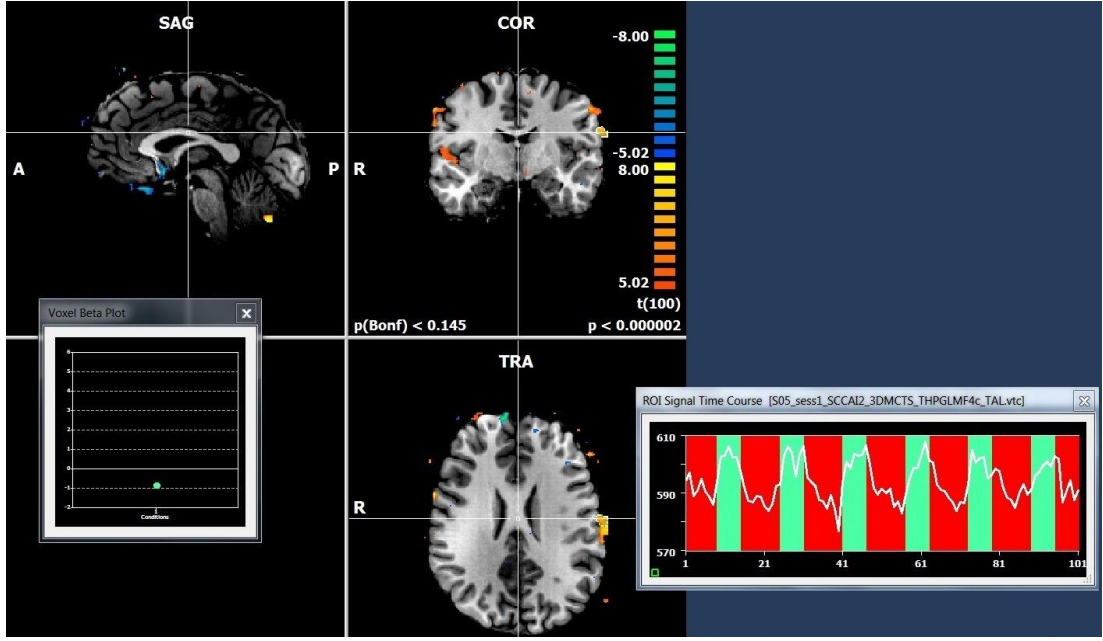 SAG
A
P
COR
R
-8.00
-5.02
8.00
5.02
t(100)
p(Bonf) < 0.145
p < 0.000002
Voxel Beta Plot
6
5
4
3
2
1
0
-1
-2
1
Conditions
TRA
R
ROI Signal Time Course [S05_sess1_SCCAI2_3DMCTS_THPGLMF4c_TAL.vtc]
610
590
570
1
21
41
61
81
101